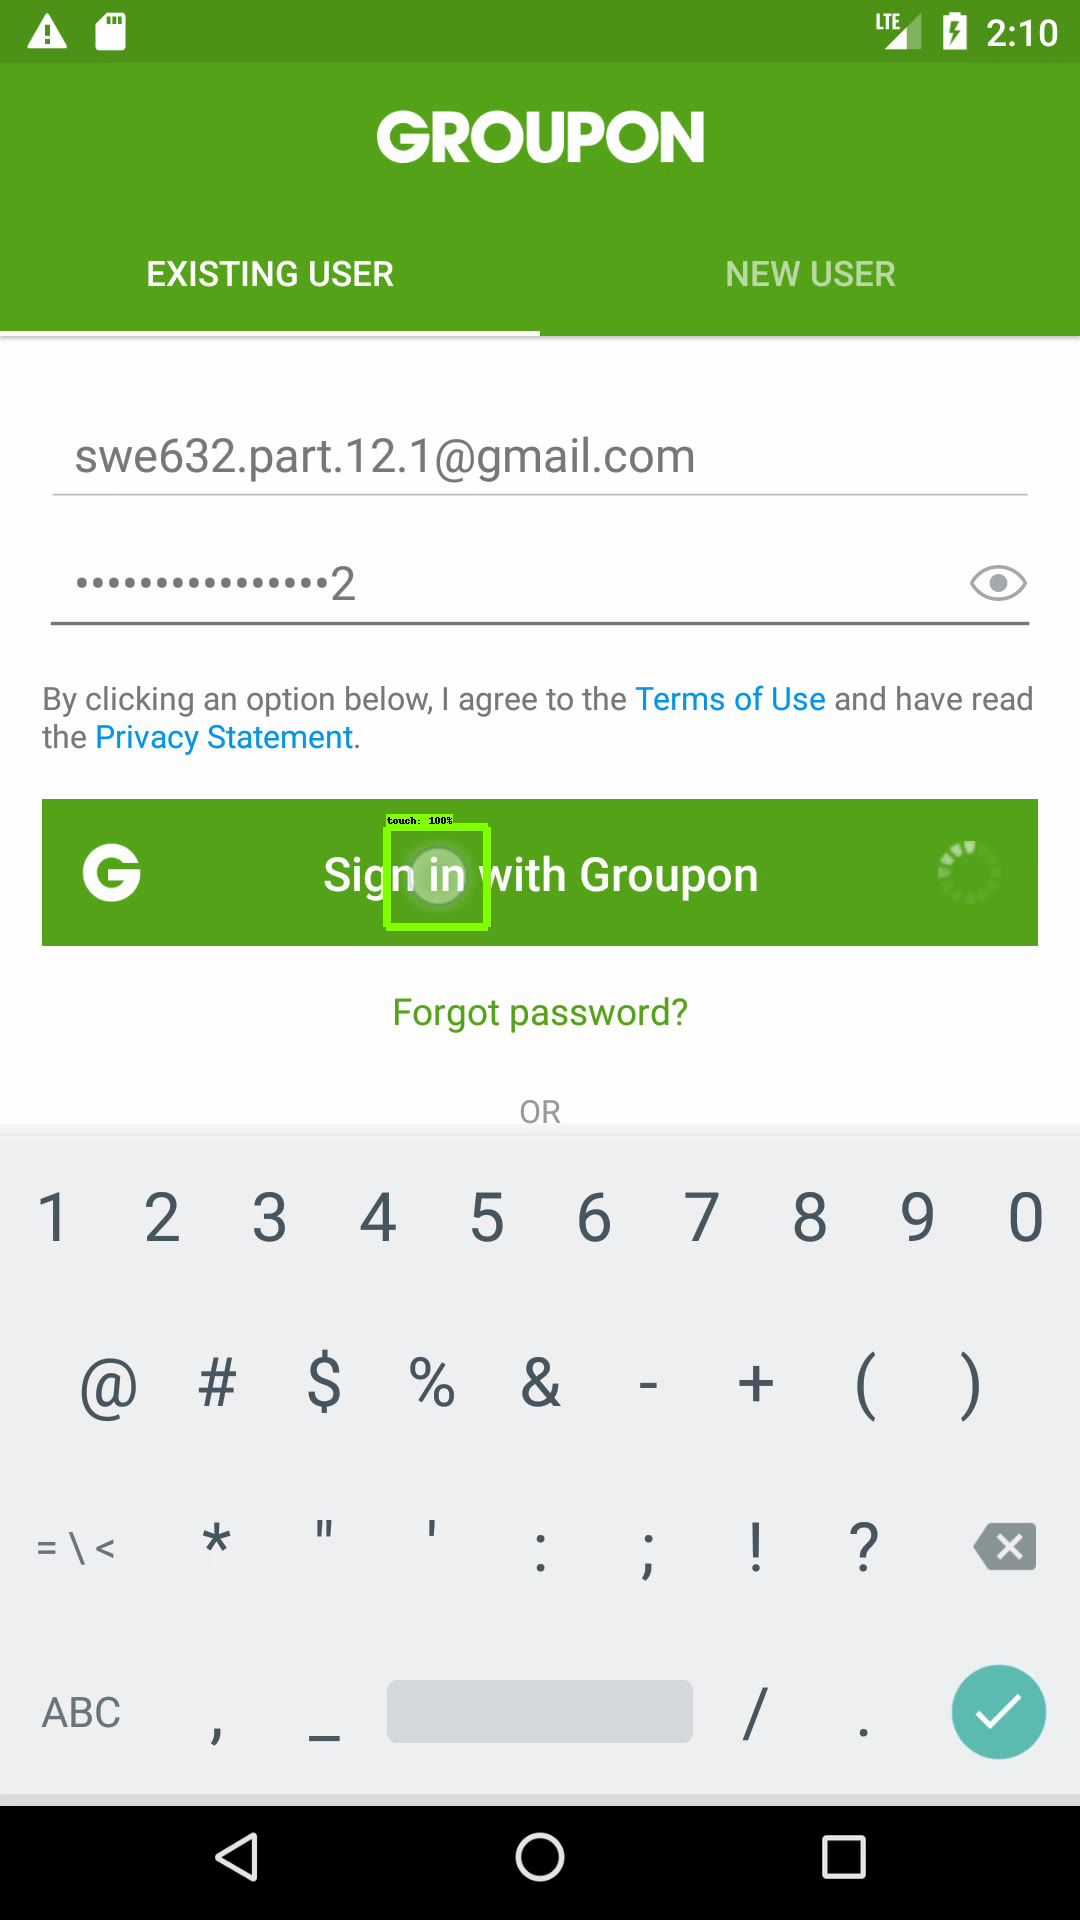 LTE 2:10
GROUPON
EXISTING USER NEW USER
swe632.part.12.1@gmail.com
••••••••••••••••2
By clicking an option below, I agree to the Terms of Use and have read
the Privacy Statement.
touch: 100%
G Sign in with Groupon
Forgot password?
OR
1 2 3 4 5 6 7 8 9 0
@ # $ % & - + ( )
= \ < * " ' : ; ! ?
ABC , _ / .